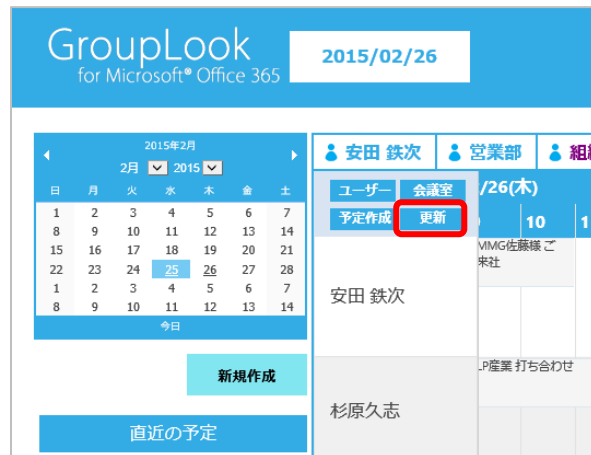 GroupLook
for Microsoft® Office 365
2015/02/26
2015年2月
2月 2015
日 月 火 水 木 金 土
1 2 3 4 5 6 7
8 9 10 11 12 13 14
15 16 17 18 19 20 21
22 23 24 25 26 27 28
1 2 3 4 5 6 7
8 9 10 11 12 13 14
今日
新規作成
直近の予定
安田 鉄次 営業部
ユーザー 会議室 /26(木)
予定作成 更新 10 1
MMG佐藤様 ご
来社
安田 鉄次
P産業 打ち合わせ
杉原久志